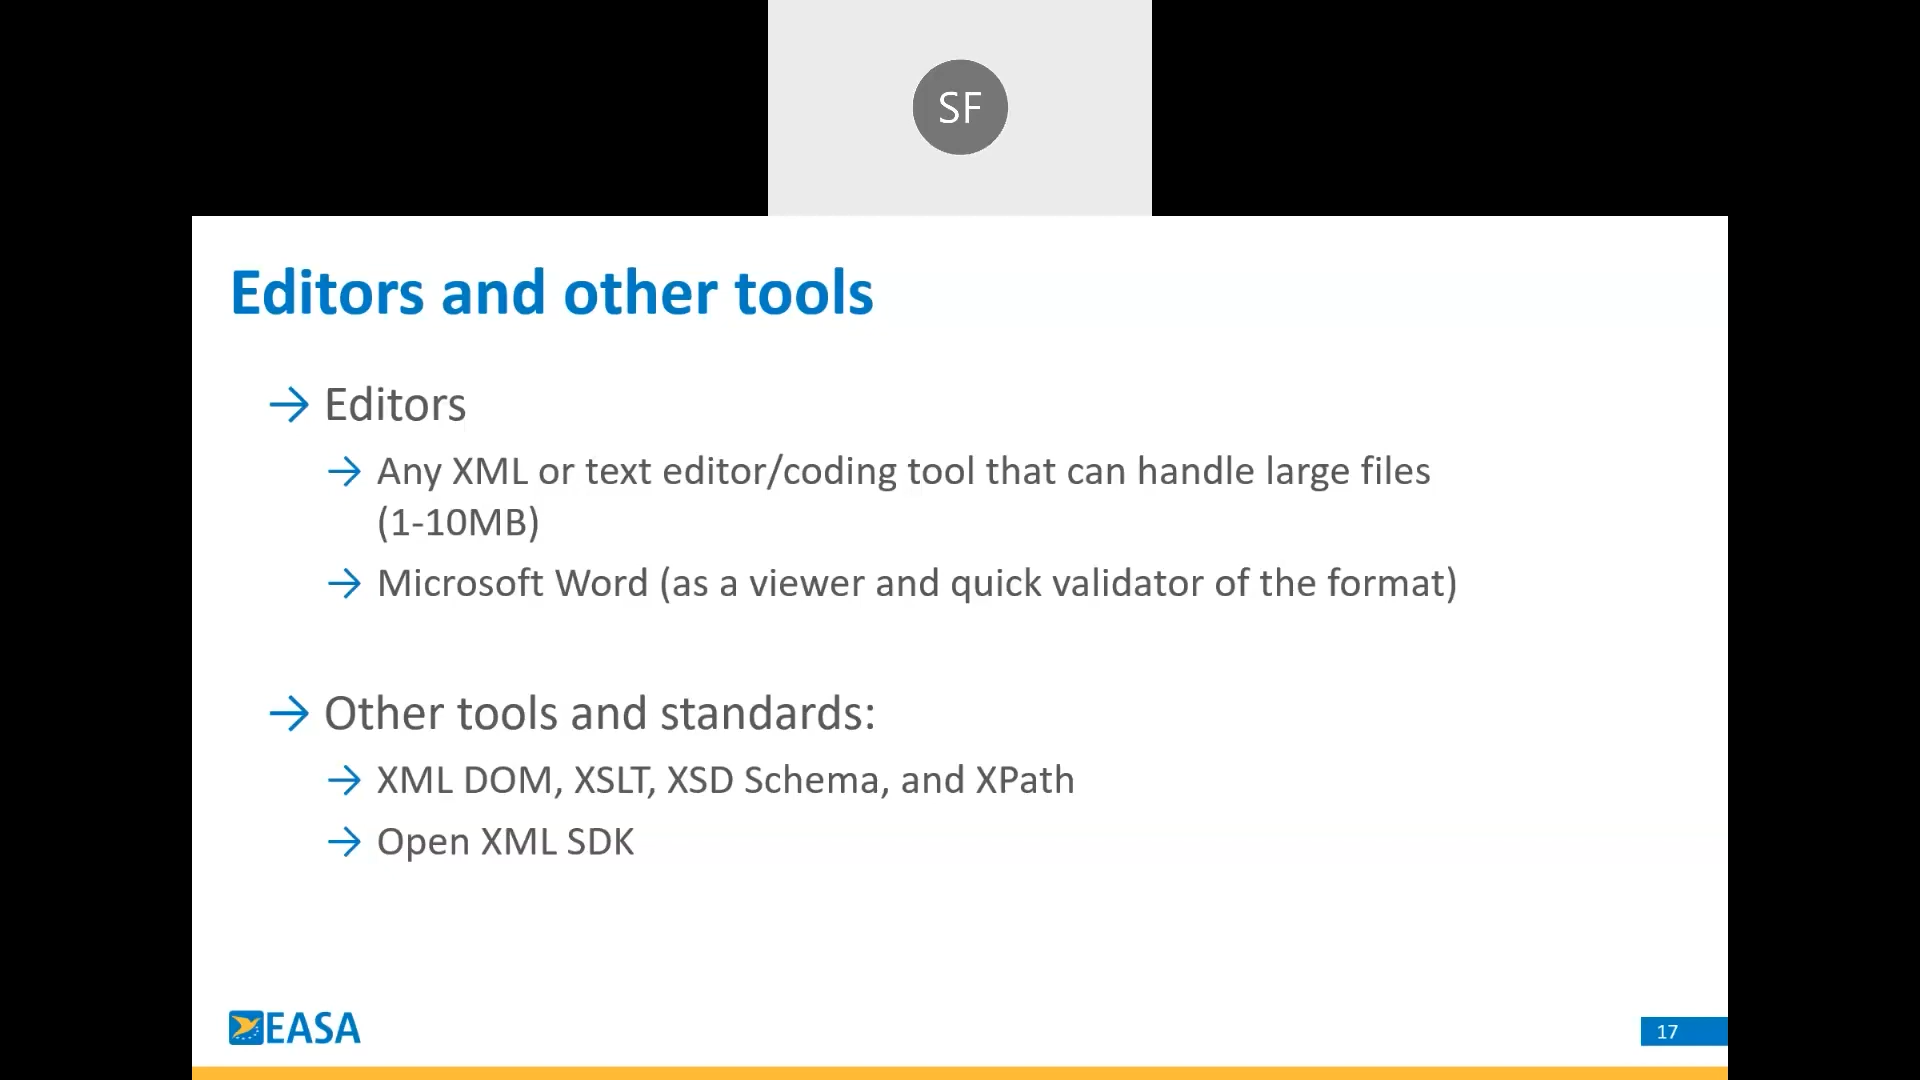 SF
Editors and other tools
→ Editors
→ Any XML or text editor/coding tool that can handle large files
(1-10MB)
→ Microsoft Word (as a viewer and quick validator of the format)
→ Other tools and standards:
→ XML DOM, XSLT, XSD Schema, and XPath
→ Open XML SDK
EASA
17